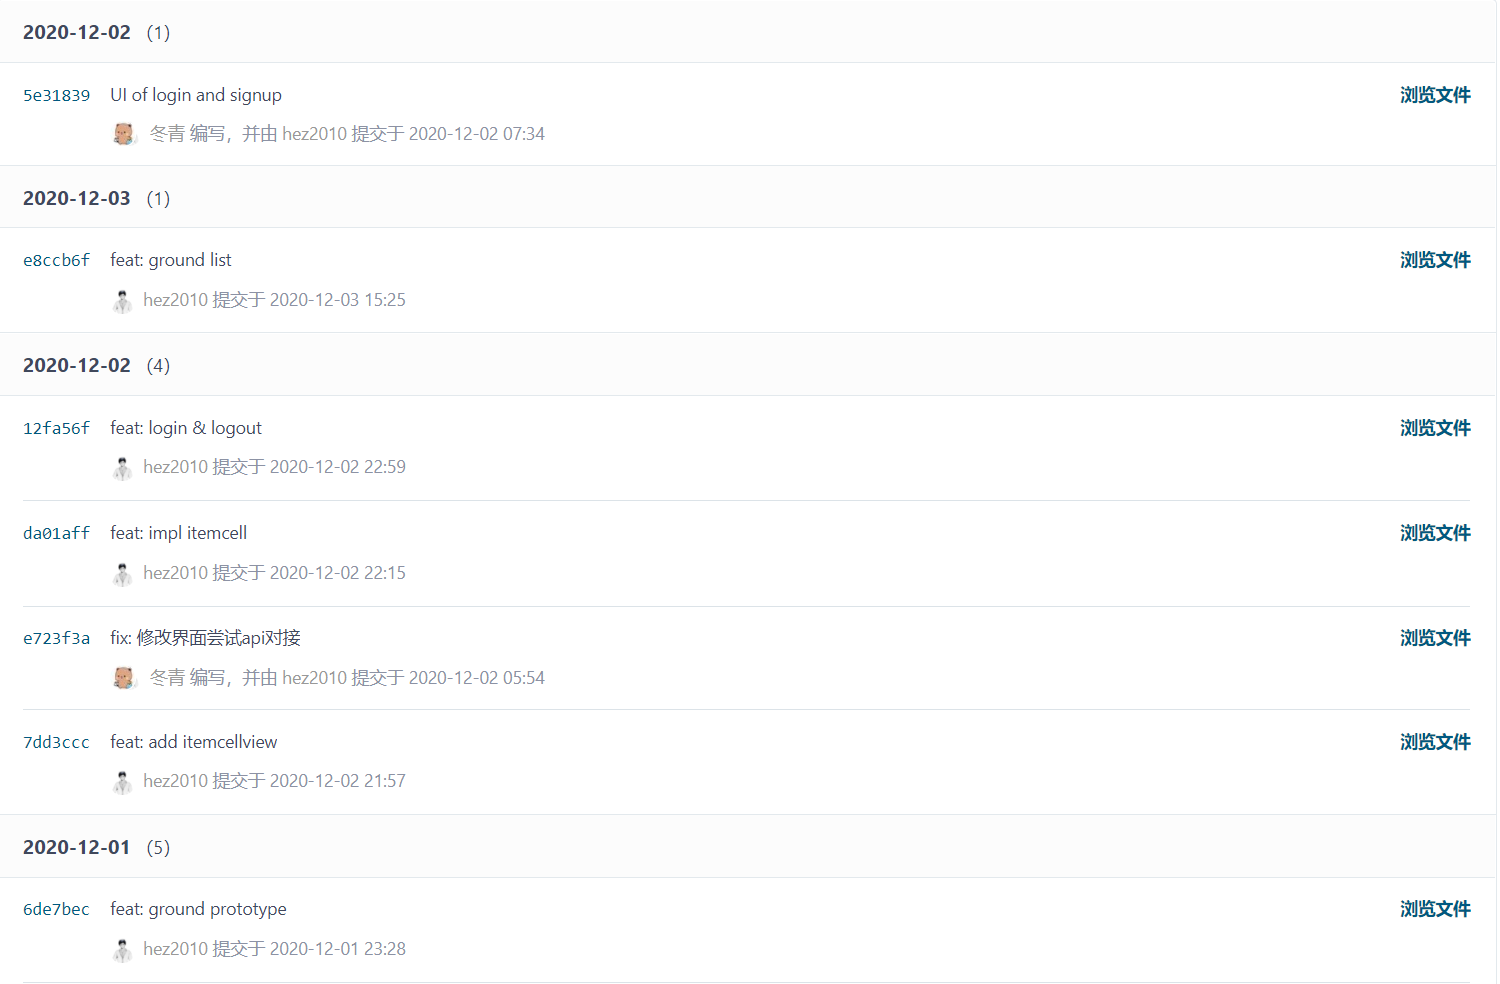 2020-12-02 (1)
5e31839 UI of login and signup 浏览文件
冬青 编写，并由 hez2010 提交于 2020-12-02 07:34
2020-12-03 (1)
e8ccb6f feat: ground list 浏览文件
hez2010 提交于 2020-12-03 15:25
2020-12-02 (4)
12fa56f feat: login & logout 浏览文件
hez2010 提交于 2020-12-02 22:59
da01aff feat: impl itemcell 浏览文件
hez2010 提交于 2020-12-02 22:15
e723f3a fix: 修改界面尝试api对接 浏览文件
冬青 编写，并由 hez2010 提交于 2020-12-02 05:54
7dd3ccc feat: add itemcellview 浏览文件
hez2010 提交于 2020-12-02 21:57
2020-12-01 (5)
6de7bec feat: ground prototype 浏览文件
hez2010 提交于 2020-12-01 23:28